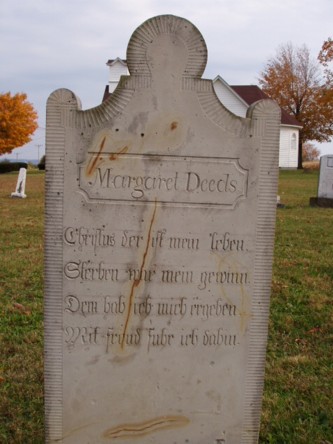 Margaret Deeds
Christus der ist mein leben
Sterben ist mein gewinn
Dem hab ich mich ergeben
Mit freud fahr ich dahin.